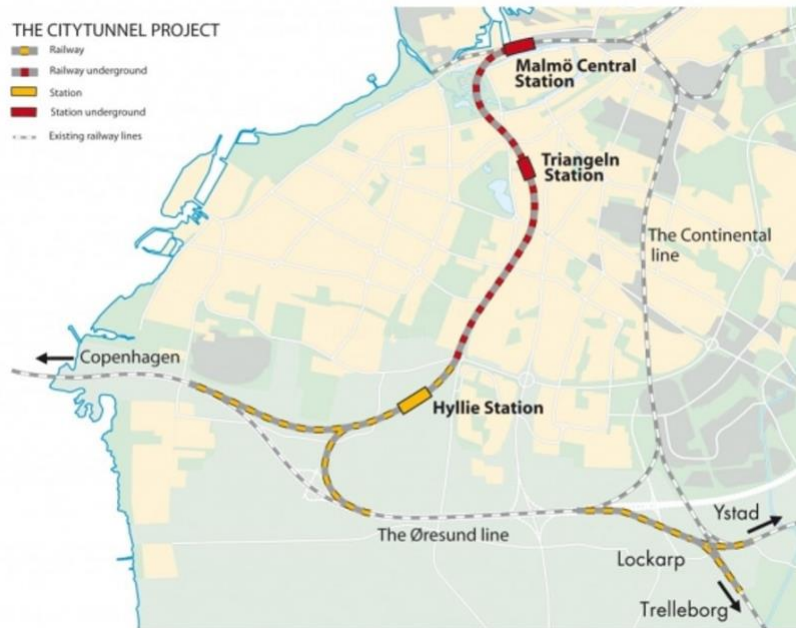 THE CITYTUNNEL PROJECT
Railway
Railway underground
Station
Station underground
Existing railway lines
Malmö Central
Station
Triangeln
Station
The Continental
line
Copenhagen
Hyllie Station
Ystad
The Øresund line
Lockarp
Trelleborg